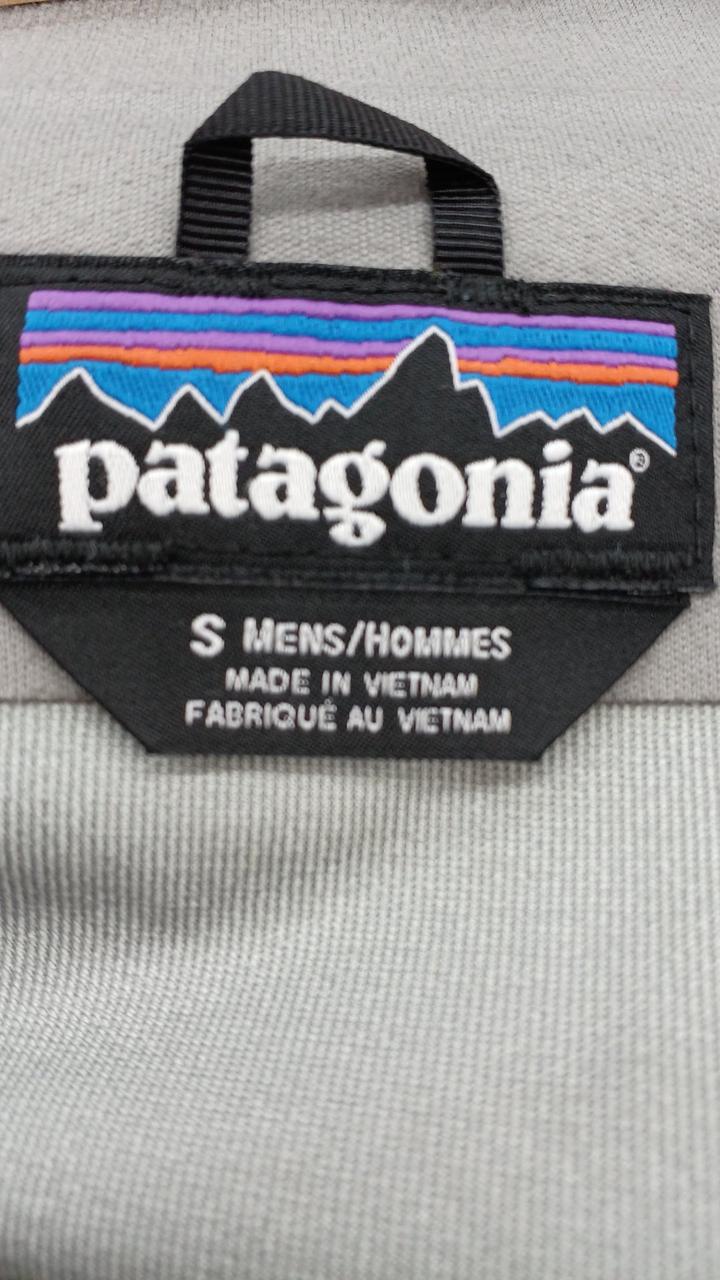 patagonia®
S MENS/HOMMES
MADE IN VIETNAM
FABRIQUÉ AU VIETNAM